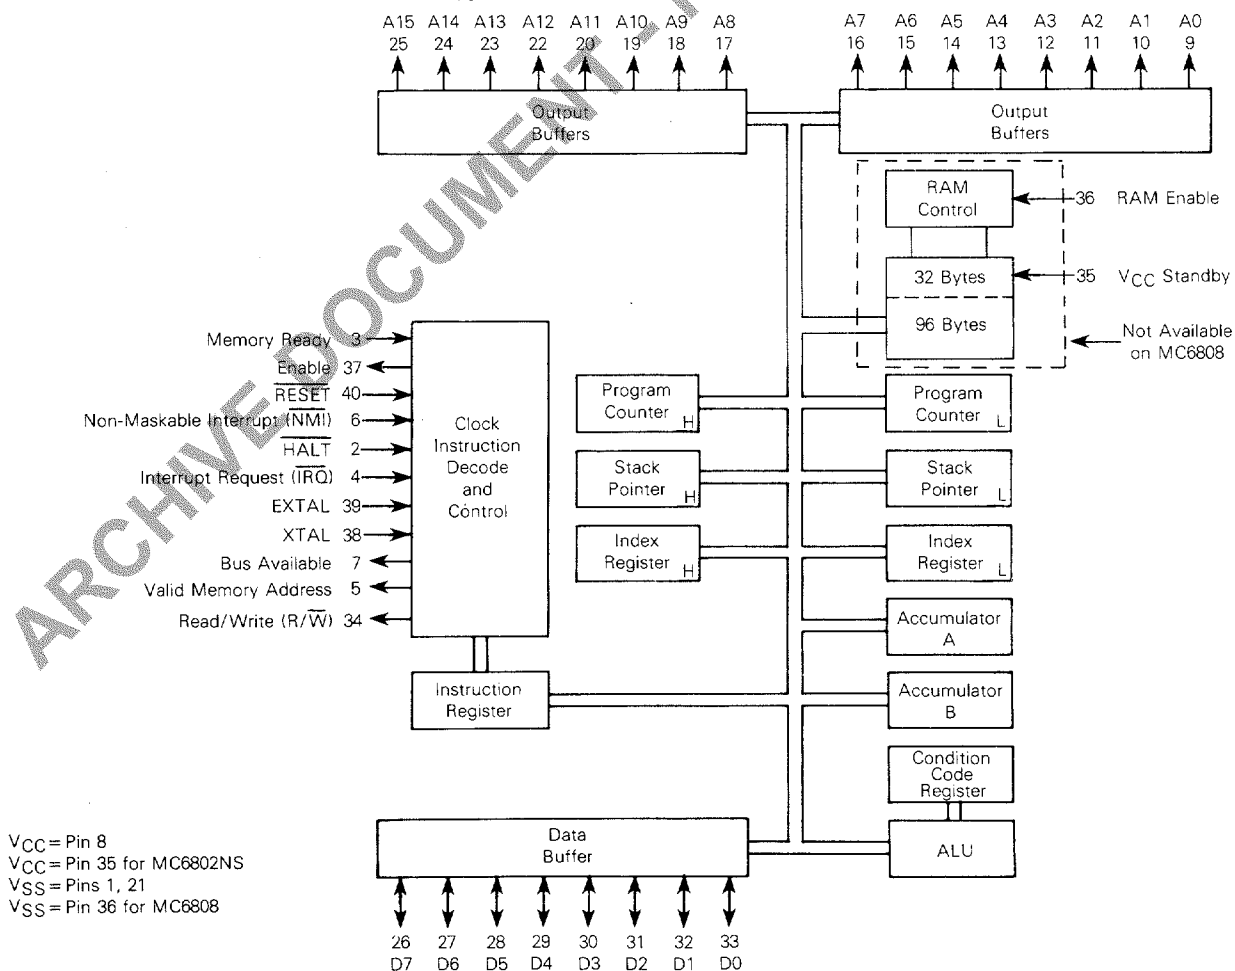 A15 A14 A13 A12 A11 A10 A9 A8 A7 A6 A5 A4 A3 A2 A1 A0
25 24 23 22 20 19 18 17 16 15 14 13 12 11 10 9
Output
Buffers
Output
Buffers
RAM
Control
36 RAM Enable
32 Bytes
35 VCC Standby
96 Bytes
Not Available
on MC6808
Memory Ready 3
Enable 37
RESET 40
Non-Maskable Interrupt (NMI) 6
HALT 2
Interrupt Request (IRQ) 4
EXTAL 39
XTAL 38
Bus Available 7
Valid Memory Address 5
Read/Write (R/W) 34
Clock
Instruction
Decode
and
Control
Program
Counter
H
Program
Counter
L
Stack
Pointer
H
Stack
Pointer
L
Index
Register
H
Index
Register
L
Accumulator
A
Instruction
Register
Accumulator
B
Condition
Code
Register
Data
Buffer
ALU
VCC = Pin 8
VCC = Pin 35 for MC6802NS
VSS = Pins 1, 21
VSS = Pin 36 for MC6808
26 27 28 29 30 31 32 33
D7 D6 D5 D4 D3 D2 D1 D0
ARCHIVE DOCUMENT -